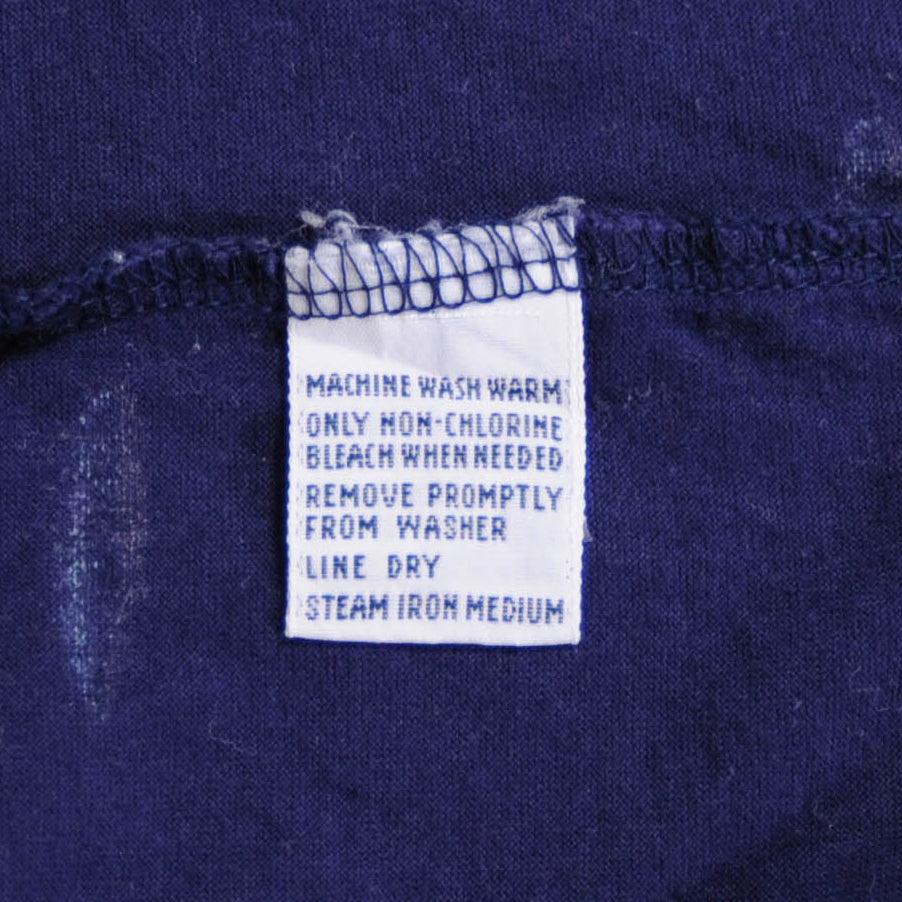 MACHINE WASH WARM
ONLY NON-CHLORINE
BLEACH WHEN NEEDED
REMOVE PROMPTLY
FROM WASHER
LINE DRY
STEAM IRON MEDIUM